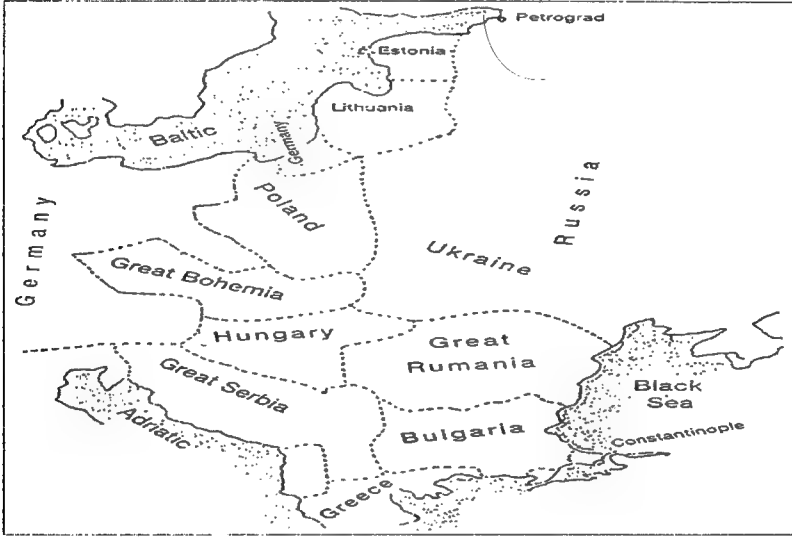 Petrograd
Estonia
Lithuania
Baltic
Germany
Poland
Russia
Germany
Ukraine
Great Bohemia
Hungary
Great
Rumania
Great Serbia
Black
Sea
Adriatic
Bulgaria
Constantinople
Greece